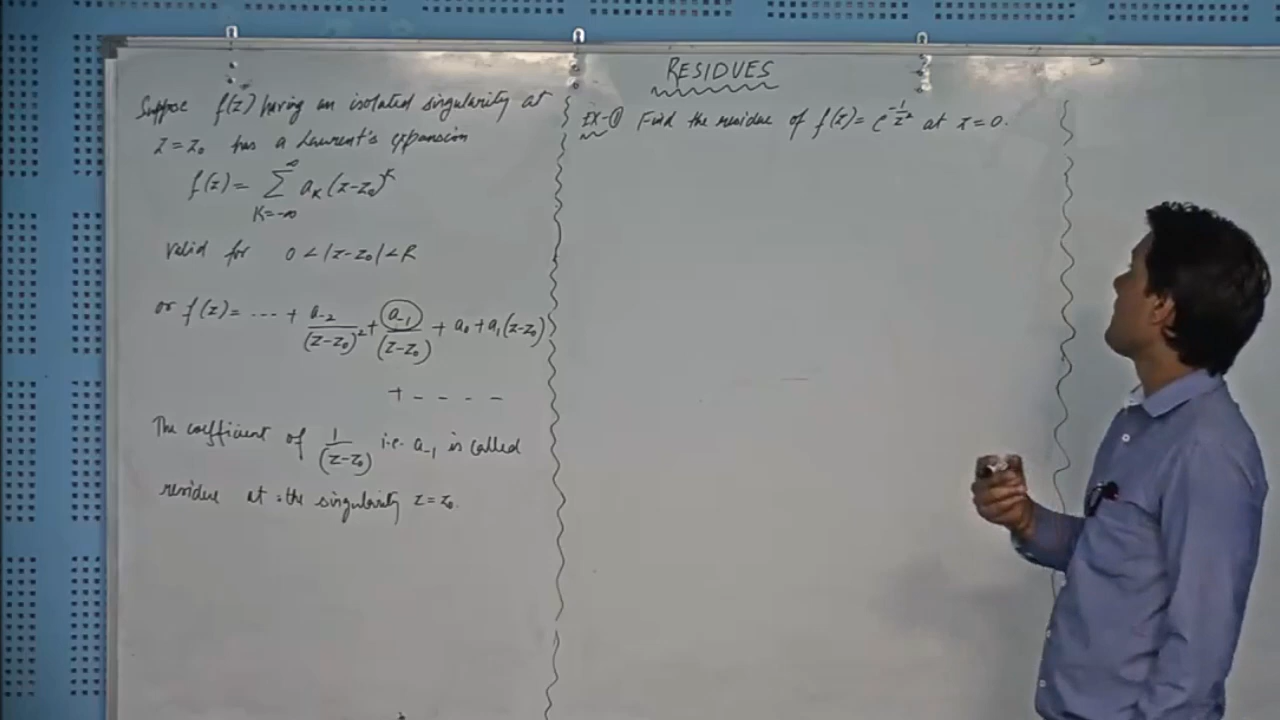 RESIDUES
Suppose f(z) having an isolated singularity at
z = z₀ has a Laurent's expansion
f(z) = ∑_{K=-∞}^{∞} a_K (z-z₀)^K
valid for 0 < |z-z₀| < R
or f(z) = --- + a₋₂/(z-z₀)² + a₋₁/(z-z₀) + a₀ + a₁(z-z₀)
+ - - - -
The coefficient of 1/(z-z₀) i.e. a₋₁ is called
residue at the singularity z = z₀.
EX-① Find the residue of f(z) = e^{-1/z²} at z = 0.